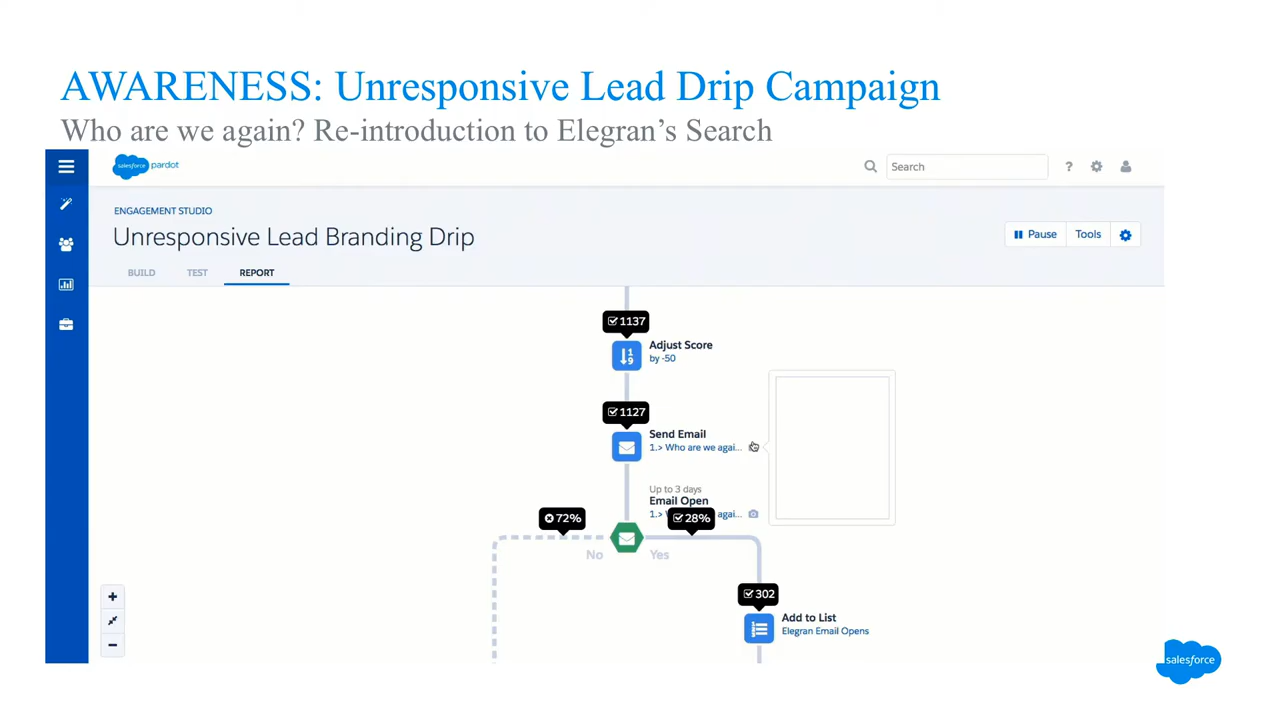 AWARENESS: Unresponsive Lead Drip Campaign
Who are we again? Re-introduction to Elegran's Search
salesforce pardot
Search
?
ENGAGEMENT STUDIO
Unresponsive Lead Branding Drip
Pause
Tools
BUILD
TEST
REPORT
1137
Adjust Score
by -50
1127
Send Email
1.> Who are we agai...
Up to 3 days
Email Open
1.> agai...
72%
28%
No
Yes
302
Add to List
Elegran Email Opens
salesforce